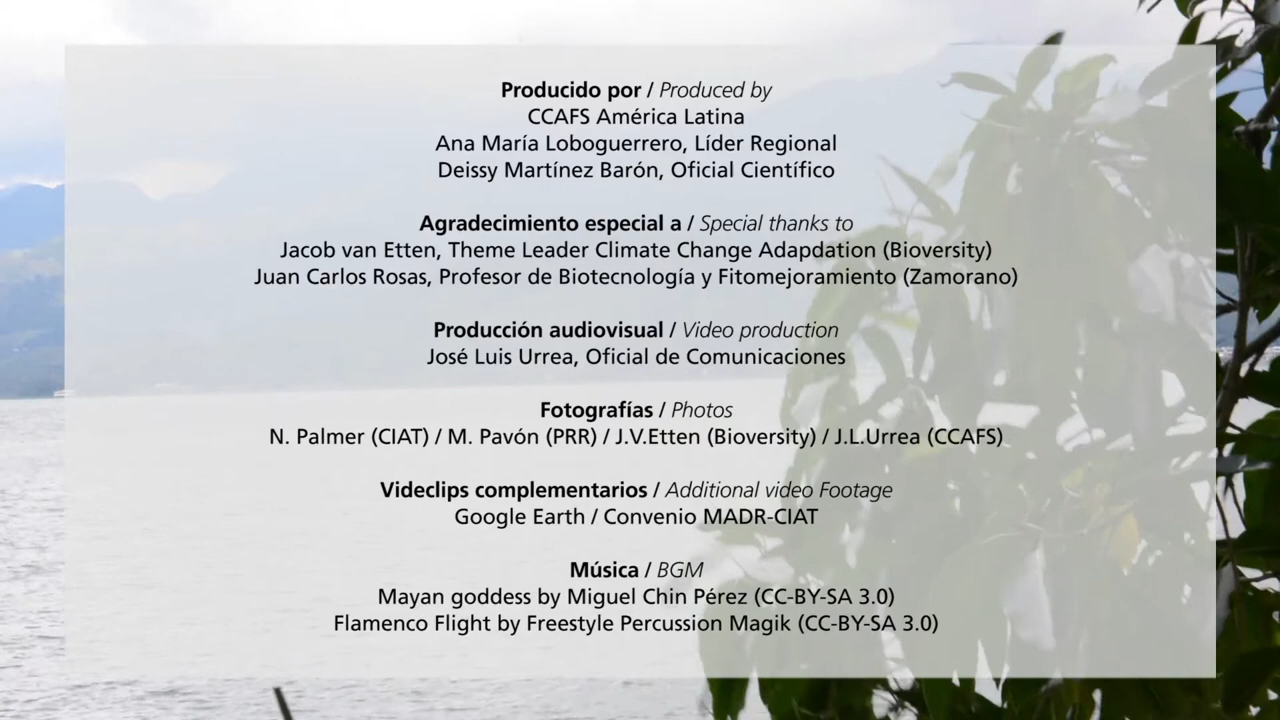 Producido por / Produced by
CCAFS América Latina
Ana María Loboguerrero, Líder Regional
Deissy Martínez Barón, Oficial Científico
Agradecimiento especial a / Special thanks to
Jacob van Etten, Theme Leader Climate Change Adapdation (Bioversity)
Juan Carlos Rosas, Profesor de Biotecnología y Fitomejoramiento (Zamorano)
Producción audiovisual / Video production
José Luis Urrea, Oficial de Comunicaciones
Fotografías / Photos
N. Palmer (CIAT) / M. Pavón (PRR) / J.V.Etten (Bioversity) / J.L.Urrea (CCAFS)
Videclips complementarios / Additional video Footage
Google Earth / Convenio MADR-CIAT
Música / BGM
Mayan goddess by Miguel Chin Pérez (CC-BY-SA 3.0)
Flamenco Flight by Freestyle Percussion Magik (CC-BY-SA 3.0)